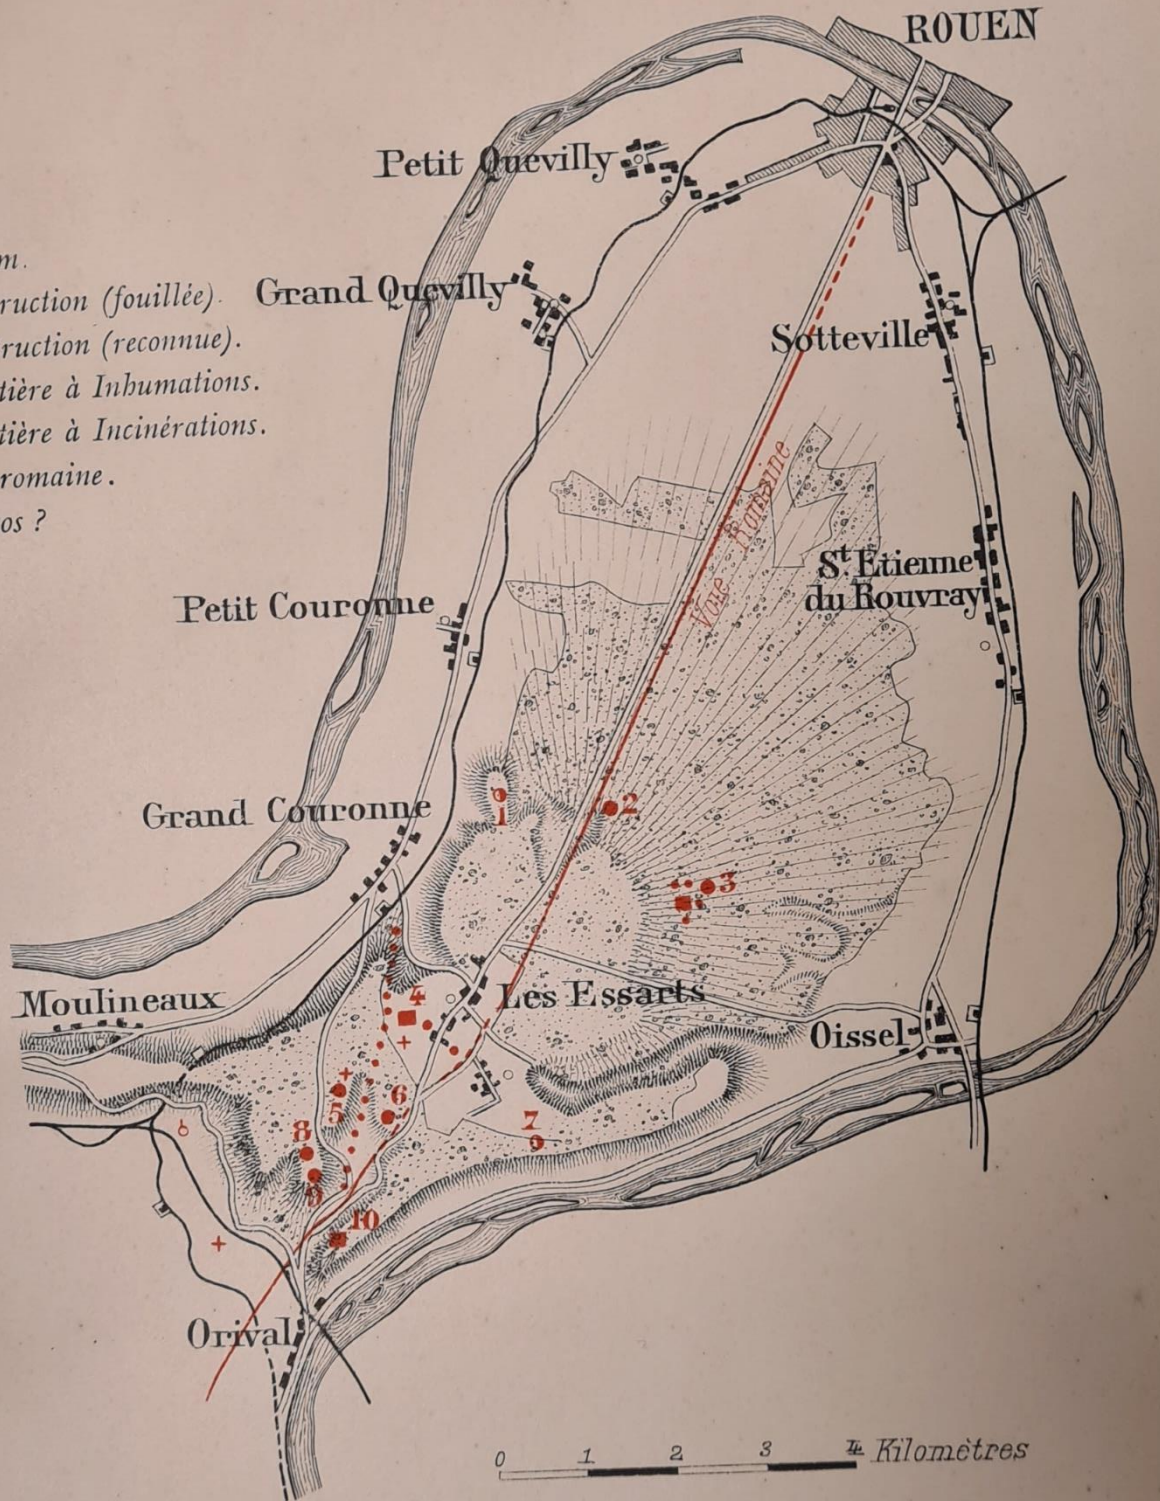 ROUEN
Petit Quevilly
m.
ruction (fouillée).
Grand Quevilly
ruction (reconnue).
Sotteville
tière à Inhumations.
tière à Incinérations.
romaine.
os ?
Voie Romaine
St. Etienne
du Rouvray
Petit Couronne
Grand Couronne
1
2
3
4
Les Essarts
Moulineaux
Oissel
5
6
7
8
9
10
Orival
0 1 2 3 4 Kilomètres